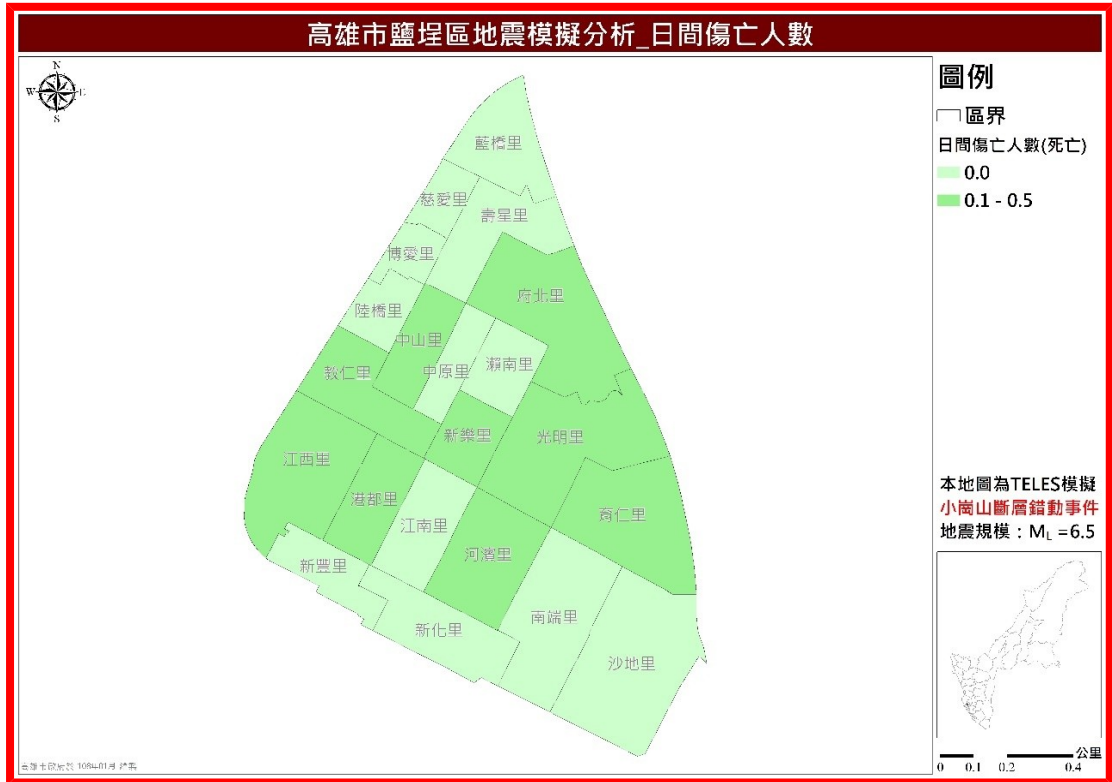 高雄市鹽埕區地震模擬分析_日間傷亡人數
N
W E
S
圖例
區界
日間傷亡人數(死亡)
0.0
0.1 - 0.5
藍橋里
慈愛里
壽星里
博愛里
府北里
陸橋里
中山里
中原里
瀨南里
教仁里
新樂里
光明里
江西里
港都里
江南里
育仁里
河濱里
新豐里
南端里
新化里
沙地里
本地圖為TELES模擬
小崗山斷層錯動事件
地震規模：ML =6.5
公里
0 0.1 0.2 0.4